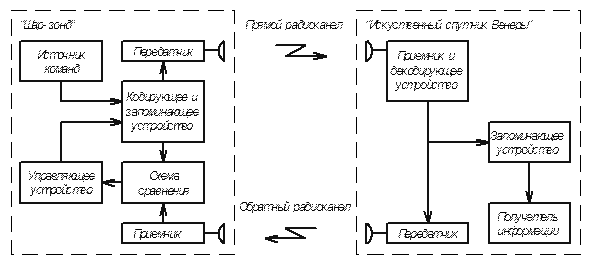 "Шар-зонд"
Прямой радиоканал
"Искуственный спутник Венеры"
Источник
команд
Передатчик
Приемник и
декодирующее
устройство
Кодирующее и
запоминающее
устройство
Запоминающее
устройство
Управляющее
устройство
Схема
сравнения
Обратный радиоканал
Приемник
Передатчик
Получатель
информации